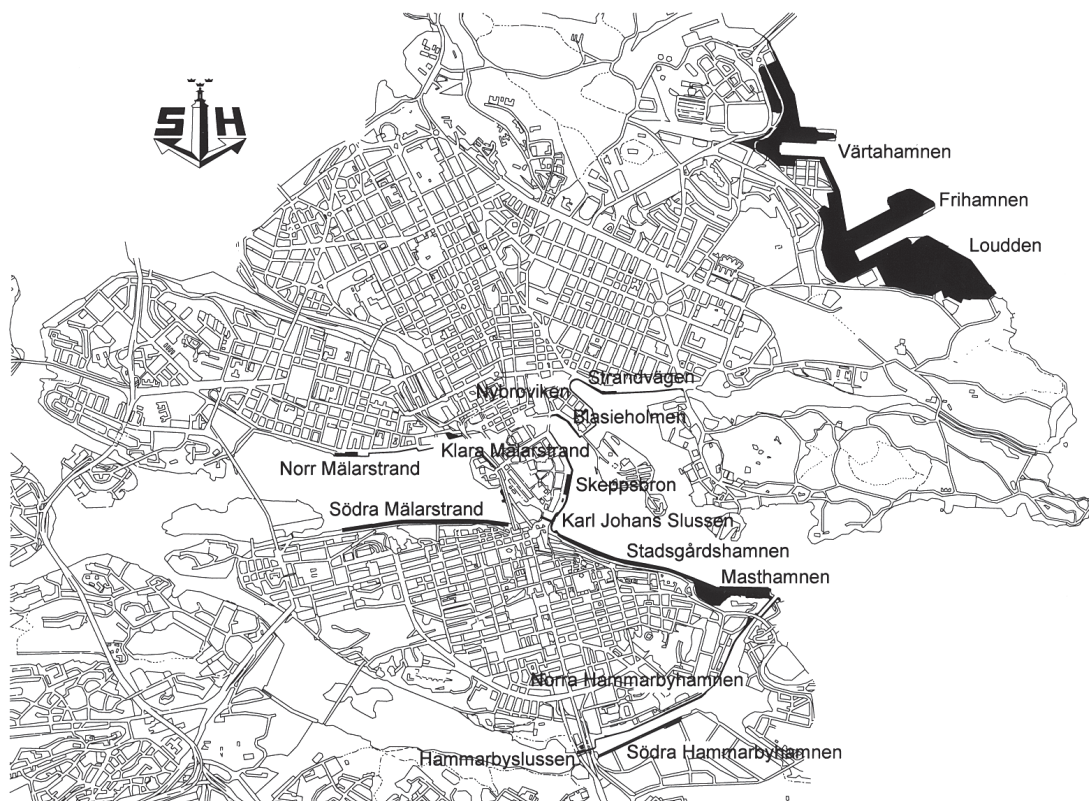 S H
Värtahamnen
Frihamnen
Loudden
Strandvägen
Nybroviken
Blasieholmen
Klara Mälarstrand
Norr Mälarstrand
Skeppsbron
Södra Mälarstrand
Karl Johans Slussen
Stadsgårdshamnen
Masthamnen
Norra Hammarbyhamnen
Södra Hammarbyhamnen
Hammarbyslussen